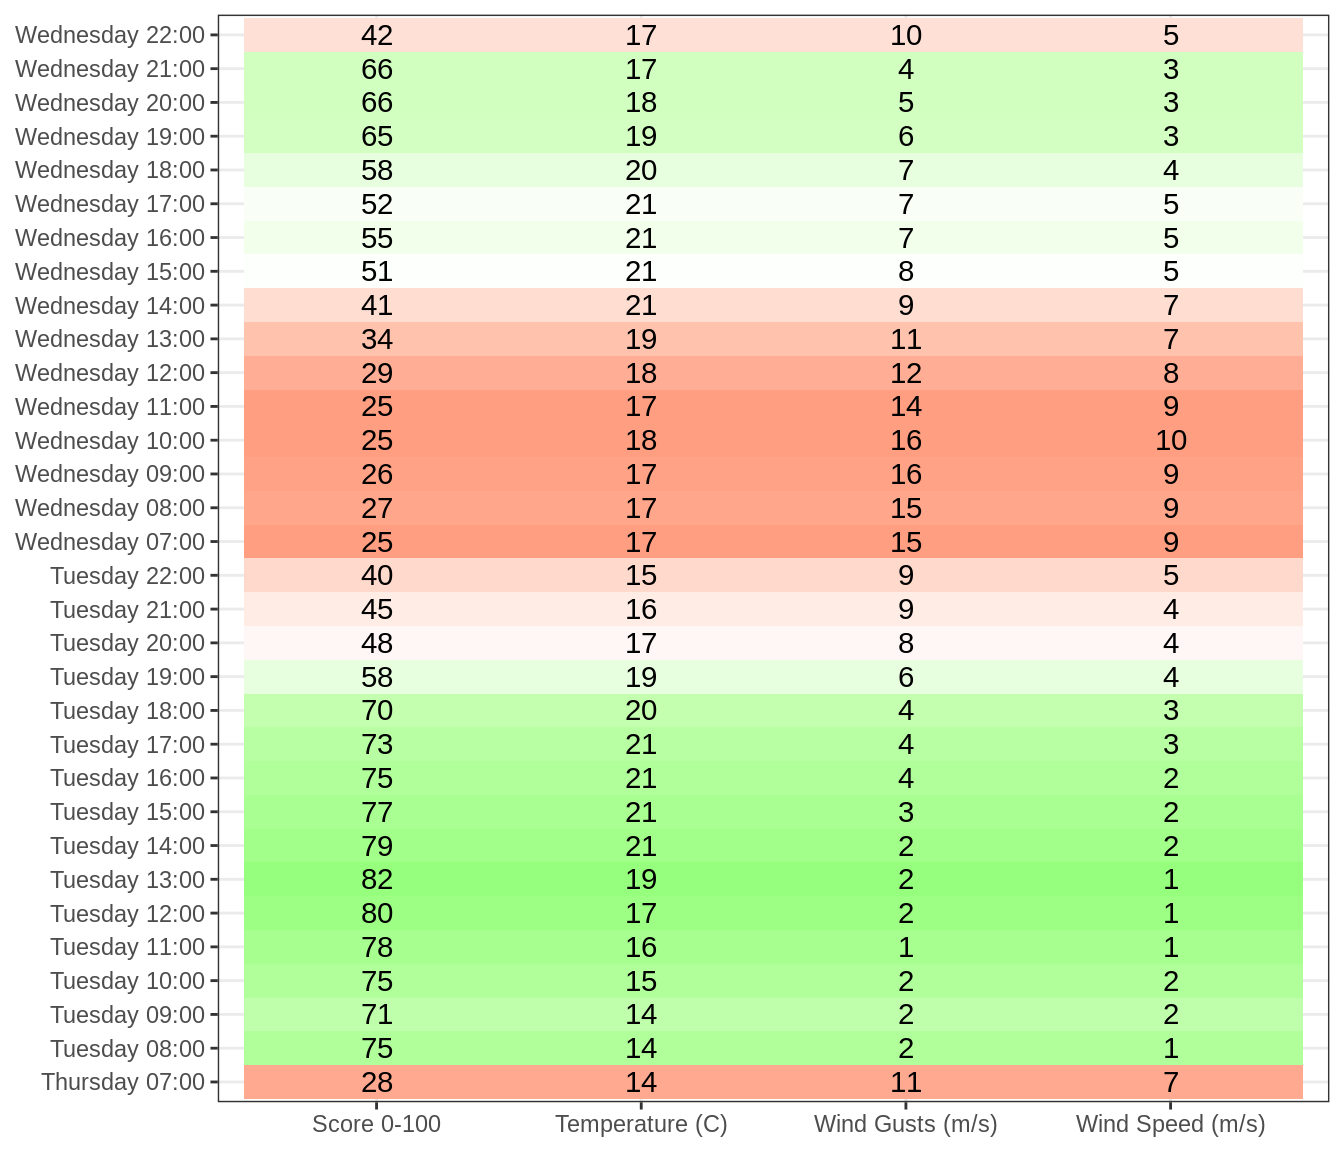 Wednesday 22:00 42 17 10 5
Wednesday 21:00 66 17 4 3
Wednesday 20:00 66 18 5 3
Wednesday 19:00 65 19 6 3
Wednesday 18:00 58 20 7 4
Wednesday 17:00 52 21 7 5
Wednesday 16:00 55 21 7 5
Wednesday 15:00 51 21 8 5
Wednesday 14:00 41 21 9 7
Wednesday 13:00 34 19 11 7
Wednesday 12:00 29 18 12 8
Wednesday 11:00 25 17 14 9
Wednesday 10:00 25 18 16 10
Wednesday 09:00 26 17 16 9
Wednesday 08:00 27 17 15 9
Wednesday 07:00 25 17 15 9
Tuesday 22:00 40 15 9 5
Tuesday 21:00 45 16 9 4
Tuesday 20:00 48 17 8 4
Tuesday 19:00 58 19 6 4
Tuesday 18:00 70 20 4 3
Tuesday 17:00 73 21 4 3
Tuesday 16:00 75 21 4 2
Tuesday 15:00 77 21 3 2
Tuesday 14:00 79 21 2 2
Tuesday 13:00 82 19 2 1
Tuesday 12:00 80 17 2 1
Tuesday 11:00 78 16 1 1
Tuesday 10:00 75 15 2 2
Tuesday 09:00 71 14 2 2
Tuesday 08:00 75 14 2 1
Thursday 07:00 28 14 11 7
Score 0-100 Temperature (C) Wind Gusts (m/s) Wind Speed (m/s)